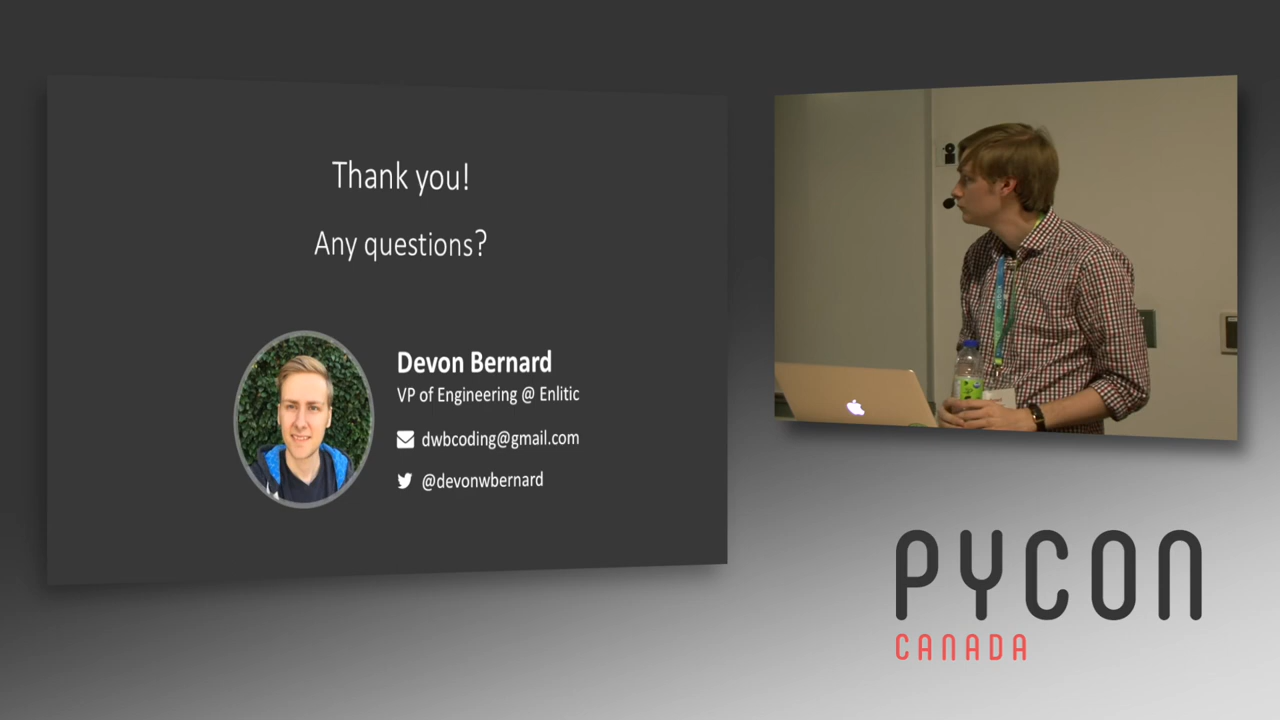 Thank you!
Any questions?
Devon Bernard
VP of Engineering @ Enlitic
dwbcoding@gmail.com
@devonwbernard
PYCON
CANADA